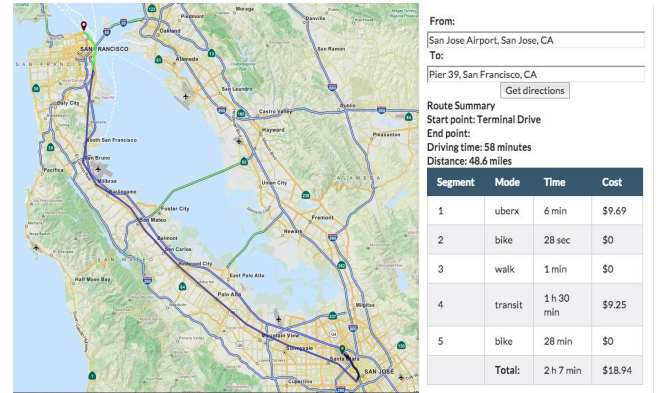 From:
San Jose Airport, San Jose, CA
To:
Pier 39, San Francisco, CA
Get directions
Route Summary
Start point: Terminal Drive
End point:
Driving time: 58 minutes
Distance: 48.6 miles
Segment Mode Time Cost
1 uberx 6 min $9.69
2 bike 28 sec $0
3 walk 1 min $0
4 transit 1 h 30
min $9.25
5 bike 28 min $0
Total: 2 h 7 min $18.94
Piedmont
Moraga
Danville
Oakland
SAN FRANCISCO
San Ramon
Alameda
San Leandro
Daly City
Castro Valley
Dublin
Hayward
Pleasanton
South San Francisco
San Bruno
Pacifica
Millbrae
Burlingame
ALAMEDA
Union City
Foster City
San Mateo
Fremont
Newark
Belmont
San Carlos
Redwood City
East Palo Alto
Half Moon Bay
Palo Alto
Milpitas
Mountain View
Sunnyvale
Santa Clara
SAN JOSE
Cupertino